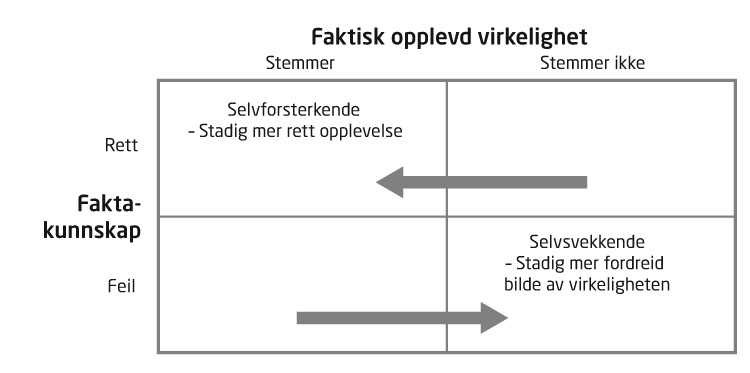 Faktisk opplevd virkelighet
Stemmer
Stemmer ikke
Selvforsterkende
– Stadig mer rett opplevelse
Rett
Fakta-
kunnskap
Selvsvekkende
– Stadig mer fordreid
bilde av virkeligheten
Feil